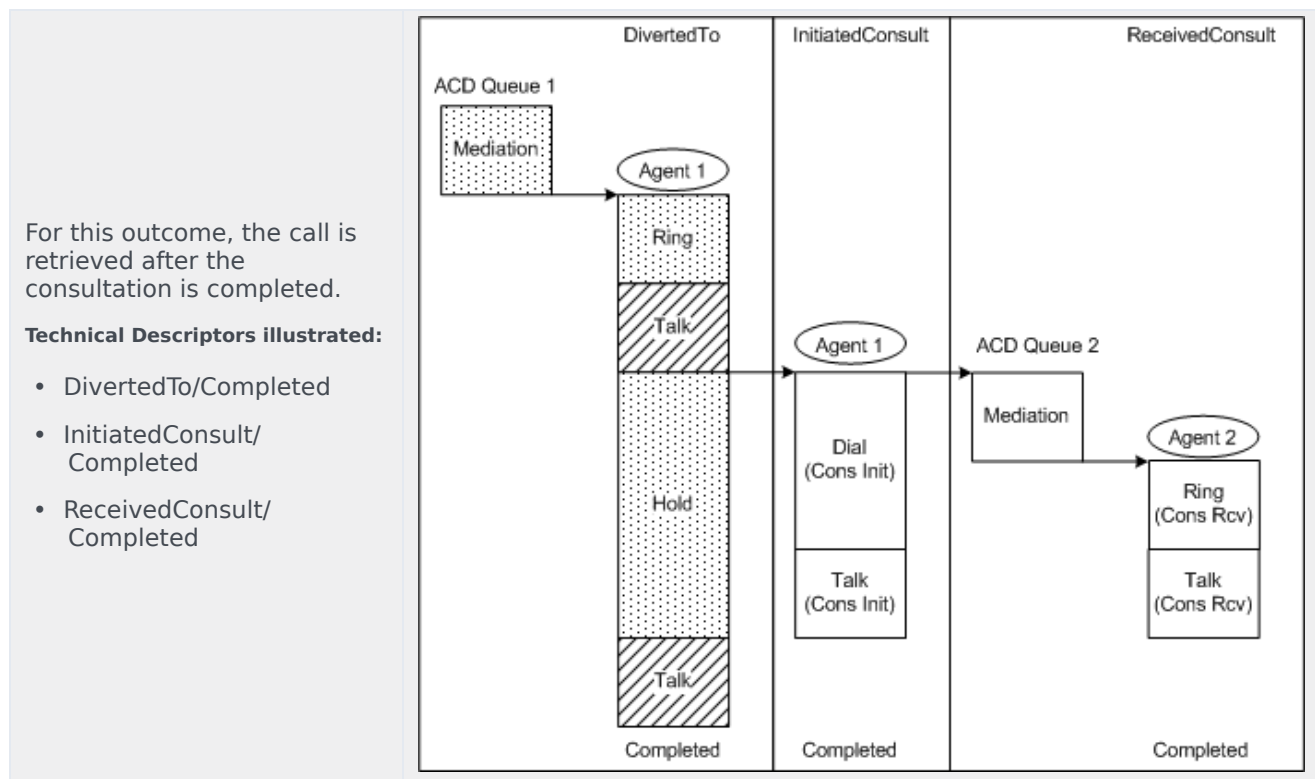 For this outcome, the call is
retrieved after the
consultation is completed.
Technical Descriptors illustrated:
• DivertedTo/Completed
• InitiatedConsult/
Completed
• ReceivedConsult/
Completed
DivertedTo
InitiatedConsult
ReceivedConsult
ACD Queue 1
Mediation
Agent 1
Ring
Talk
Hold
Talk
Completed
Agent 1
Dial
(Cons Init)
Talk
(Cons Init)
Completed
ACD Queue 2
Mediation
Agent 2
Ring
(Cons Rcv)
Talk
(Cons Rcv)
Completed